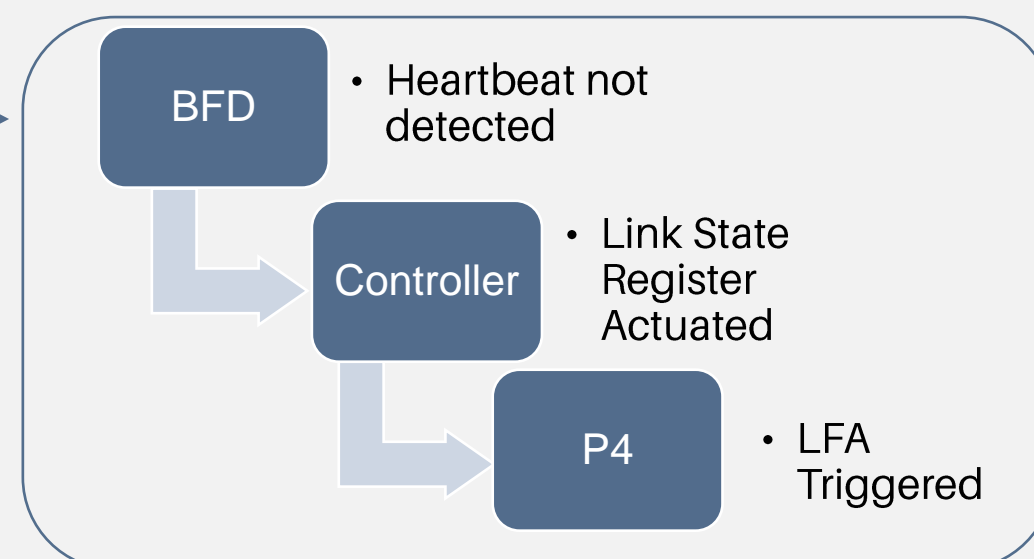 BFD
• Heartbeat not
detected
Controller
• Link State
Register
Actuated
P4
• LFA
Triggered